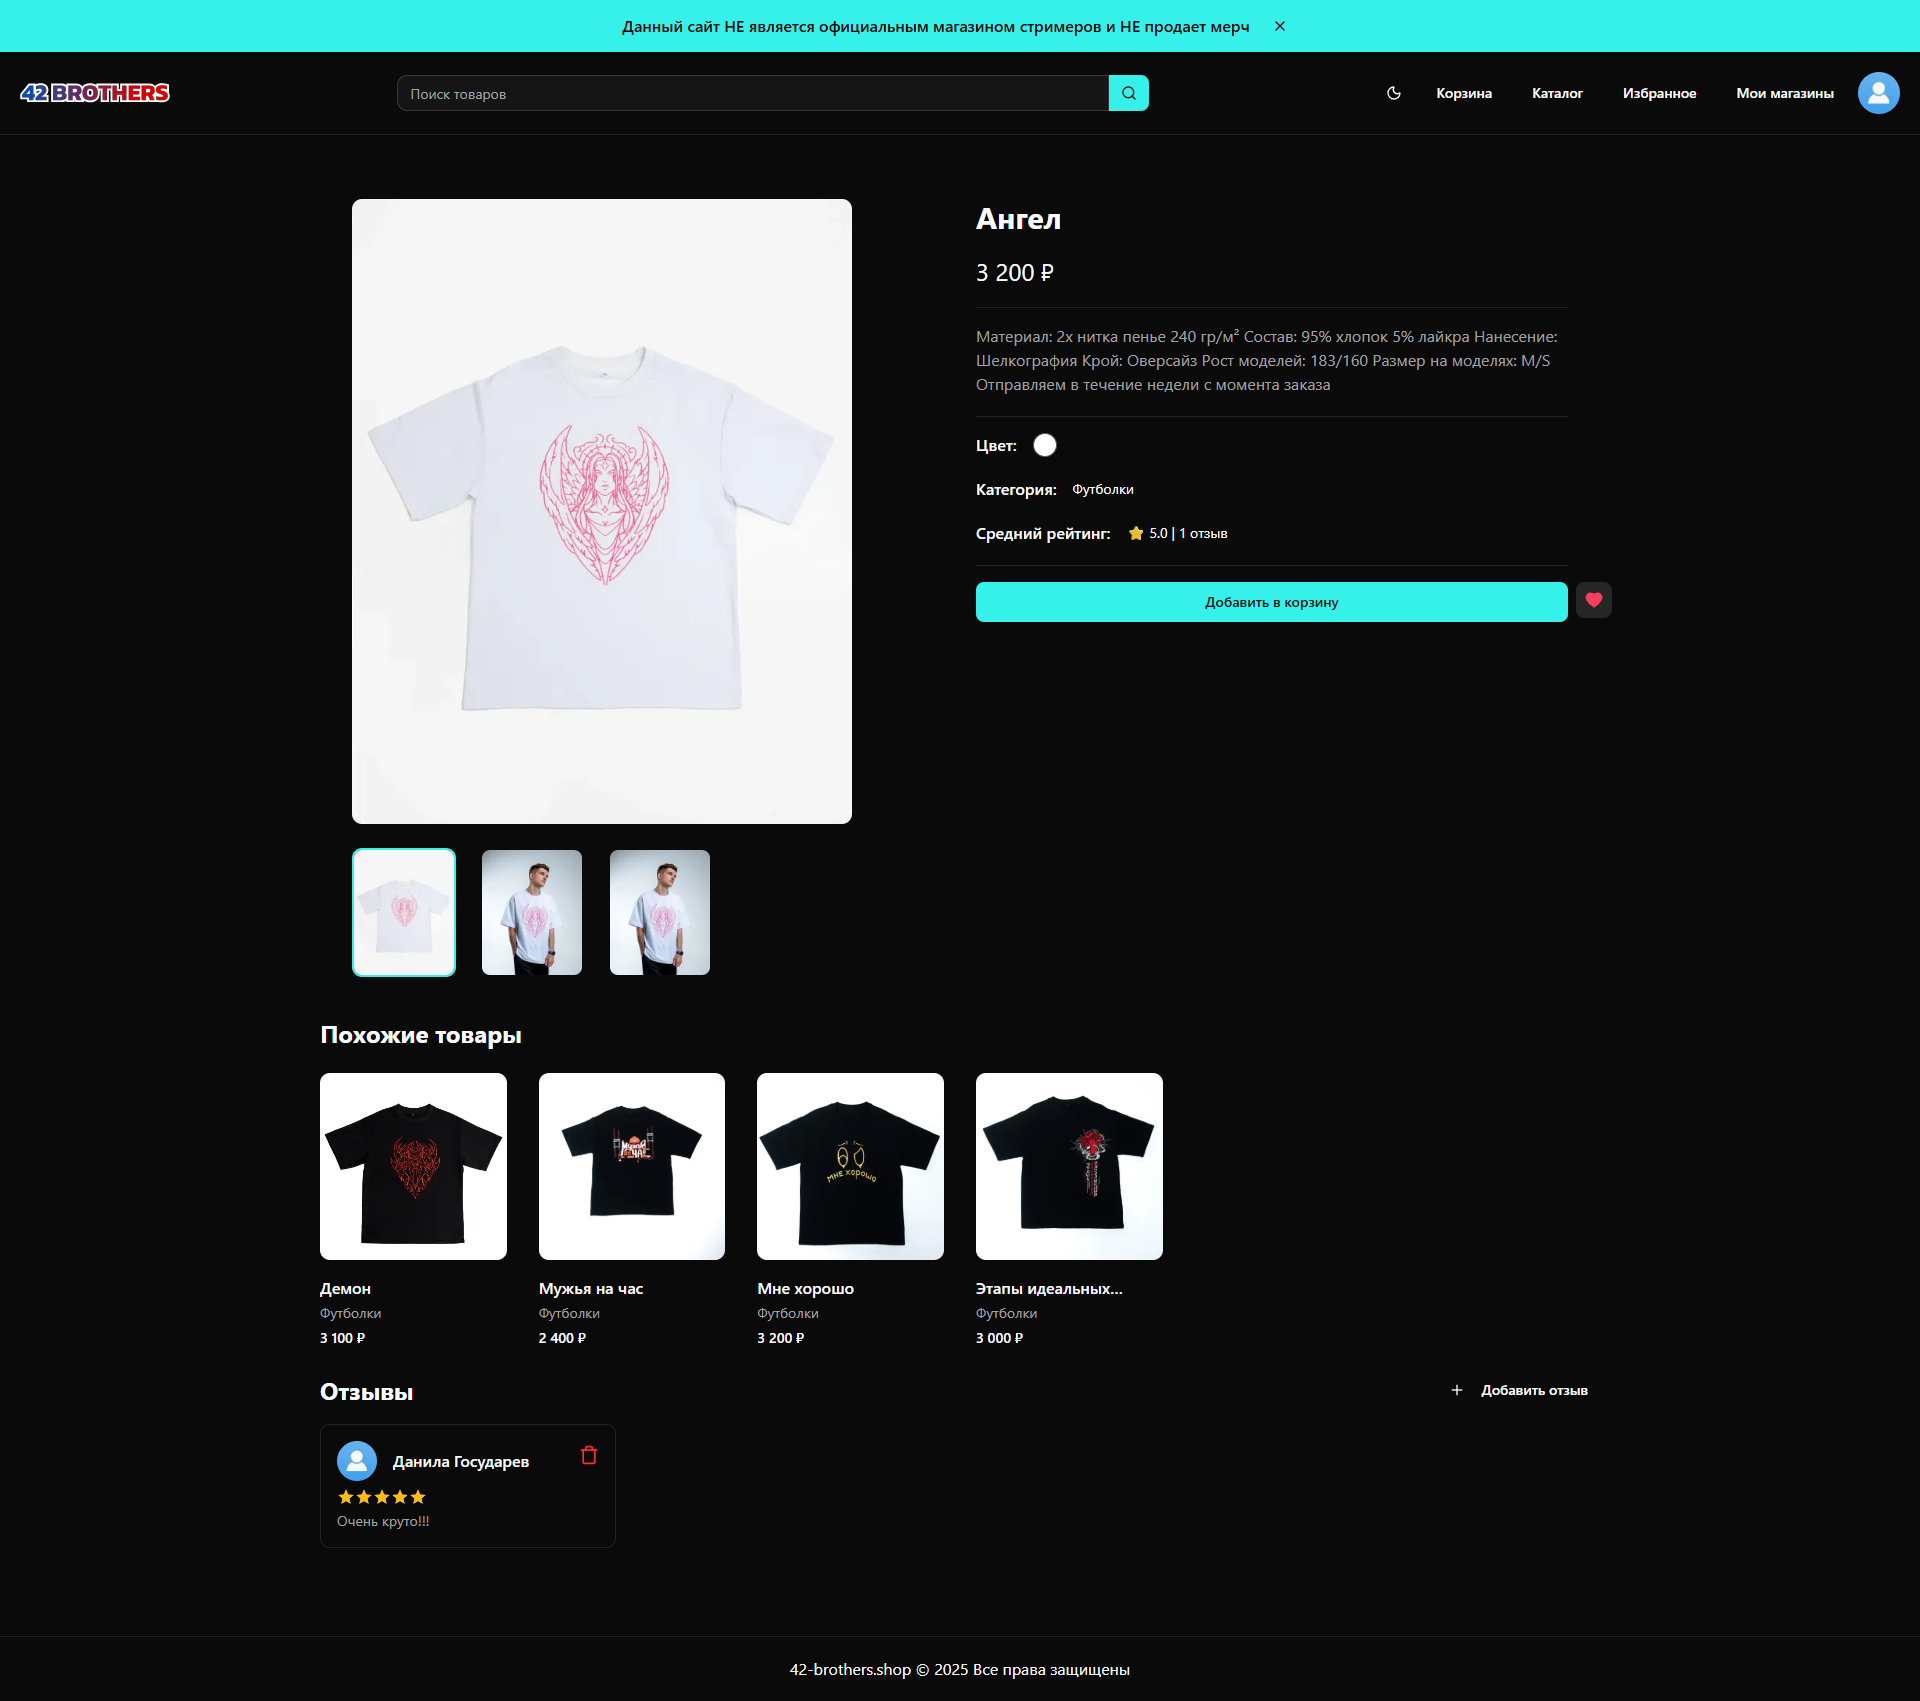 Данный сайт НЕ является официальным магазином стримеров и НЕ продает мерч
42 BROTHERS
Поиск товаров
Корзина
Каталог
Избранное
Мои магазины
Ангел
3 200 ₽
Материал: 2х нитка пенье 240 гр/м² Состав: 95% хлопок 5% лайкра Нанесение:
Шелкография Крой: Оверсайз Рост моделей: 183/160 Размер на моделях: M/S
Отправляем в течение недели с момента заказа
Цвет:
Категория: Футболки
Средний рейтинг: 5.0 | 1 отзыв
Добавить в корзину
Похожие товары
Мужья
на час
мне хорошо
Демон
Футболки
3 100 ₽
Мужья на час
Футболки
2 400 ₽
Мне хорошо
Футболки
3 200 ₽
Этапы идеальных...
Футболки
3 000 ₽
Отзывы
Добавить отзыв
Данила Государев
Очень круто!!!
42-brothers.shop © 2025 Все права защищены